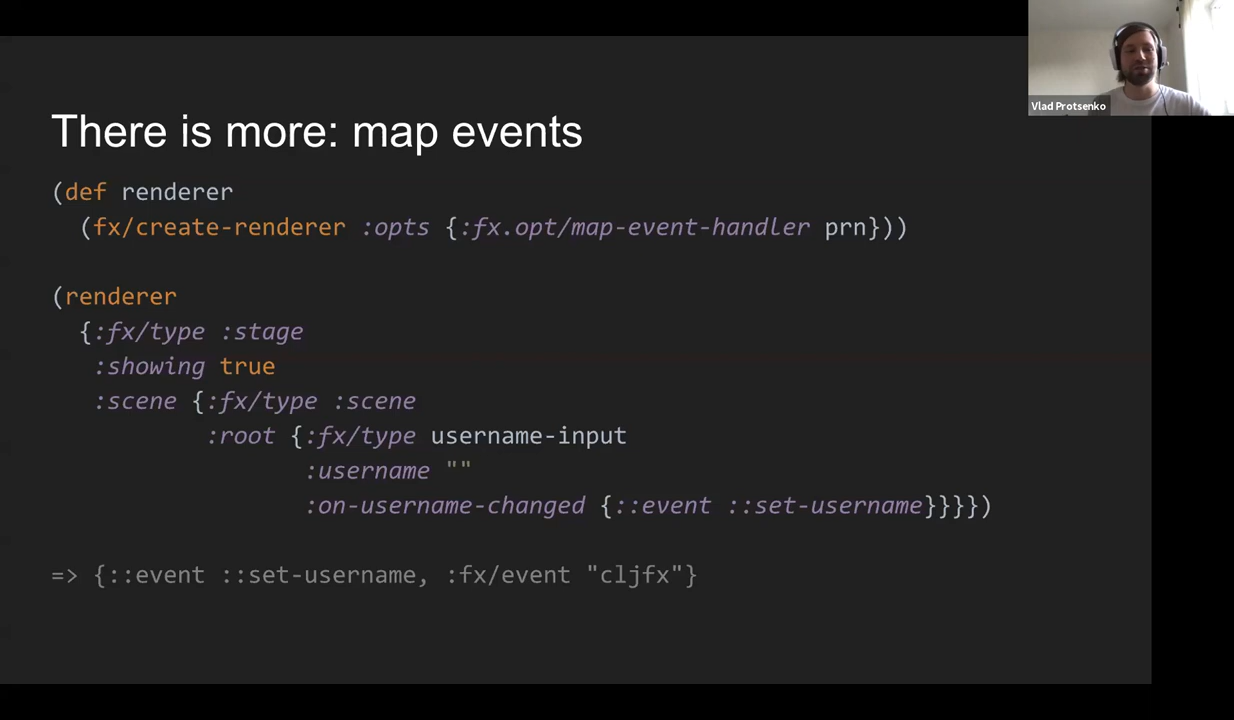 Vlad Protsenko
There is more: map events
(def renderer
  (fx/create-renderer :opts {:fx.opt/map-event-handler prn}))
(renderer
  {:fx/type :stage
   :showing true
   :scene {:fx/type :scene
           :root {:fx/type username-input
                  :username ""
                  :on-username-changed {::event ::set-username}}}})
=> {::event ::set-username, :fx/event "cljfx"}